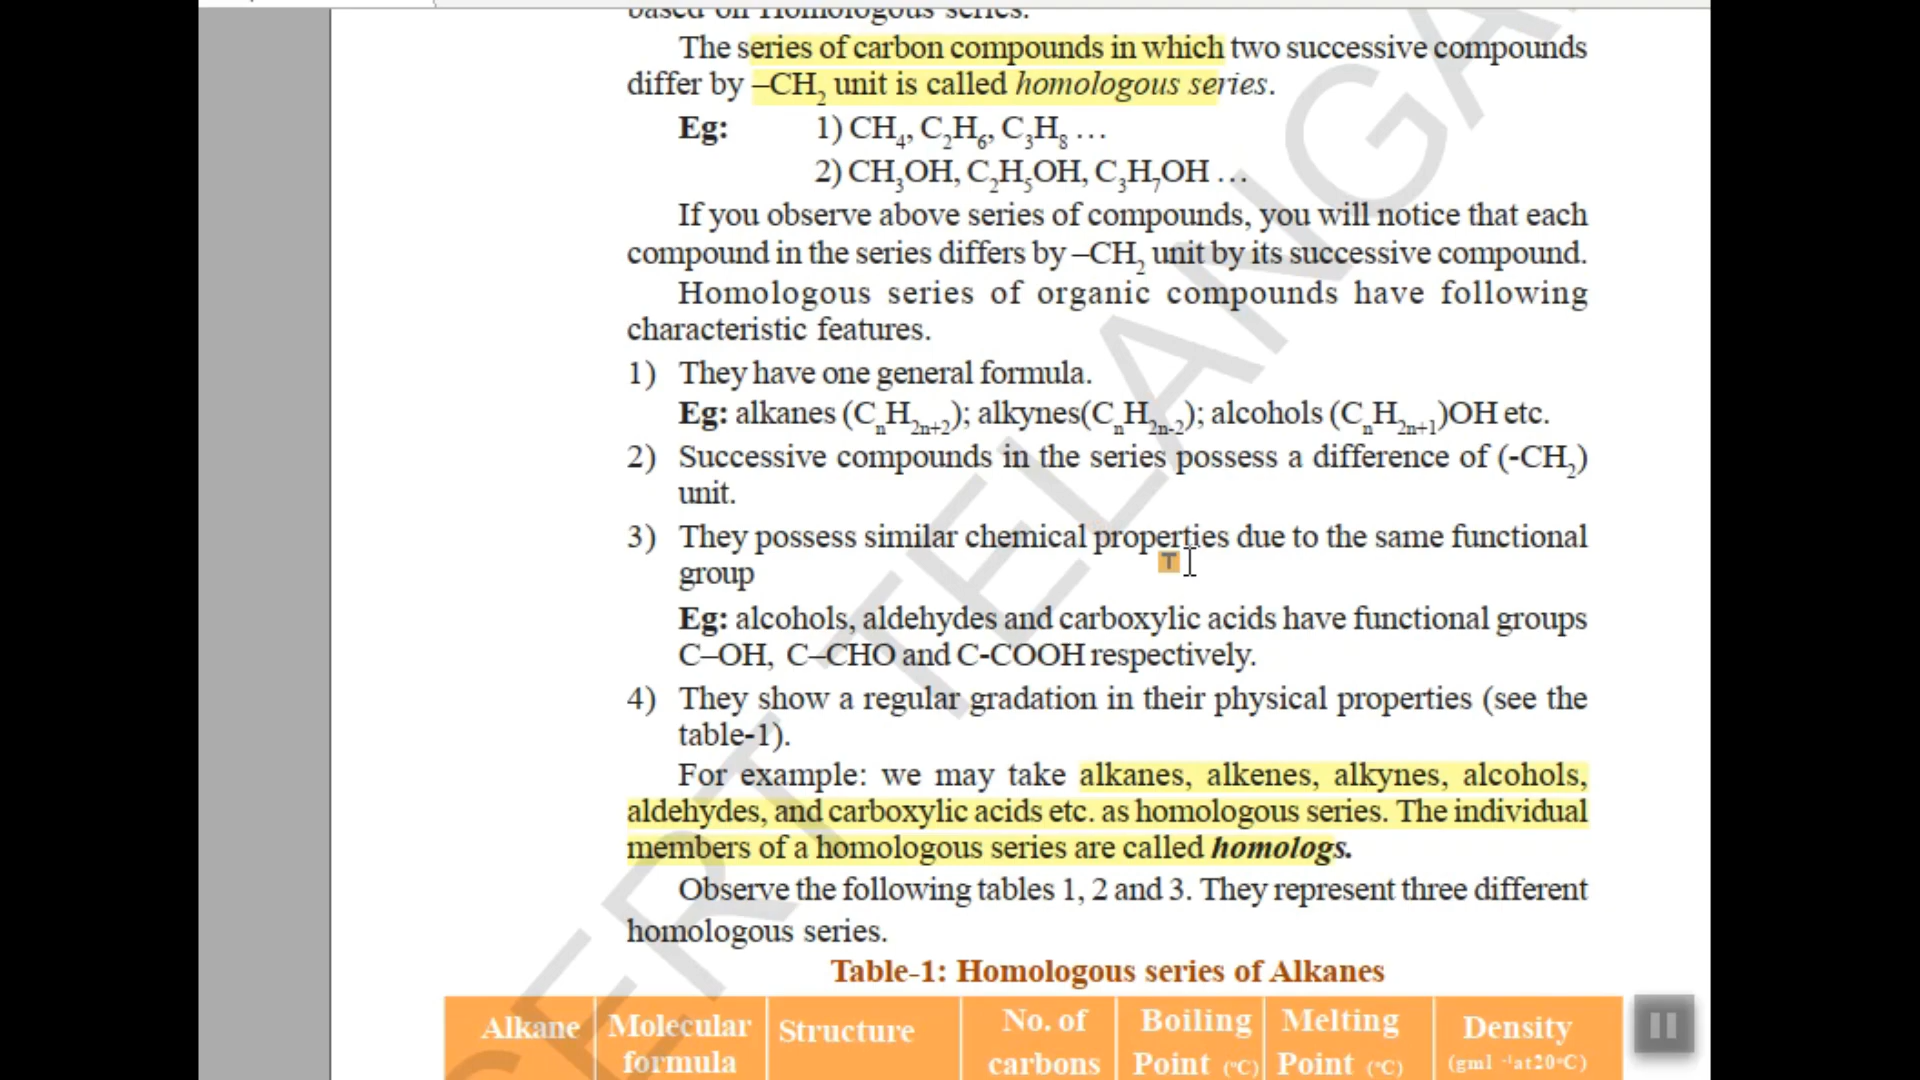 based on Homologous series.
The series of carbon compounds in which two successive compounds
differ by –CH₂ unit is called homologous series.
Eg: 1) CH₄, C₂H₆, C₃H₈ …
2) CH₃OH, C₂H₅OH, C₃H₇OH …
If you observe above series of compounds, you will notice that each
compound in the series differs by –CH₂ unit by its successive compound.
Homologous series of organic compounds have following
characteristic features.
1) They have one general formula.
Eg: alkanes (CₙH₂ₙ₊₂); alkynes(CₙH₂ₙ₋₂); alcohols (CₙH₂ₙ₊₁)OH etc.
2) Successive compounds in the series possess a difference of (-CH₂)
unit.
3) They possess similar chemical properties due to the same functional
T
group
Eg: alcohols, aldehydes and carboxylic acids have functional groups
C–OH, C–CHO and C-COOH respectively.
4) They show a regular gradation in their physical properties (see the
table-1).
For example: we may take alkanes, alkenes, alkynes, alcohols,
aldehydes, and carboxylic acids etc. as homologous series. The individual
members of a homologous series are called homologs.
Observe the following tables 1, 2 and 3. They represent three different
homologous series.
Table-1: Homologous series of Alkanes
Alkane Molecular formula Structure No. of carbons Boiling Point (°C) Melting Point (°C) Density (gml ⁻¹at20°C)
CERT TELANGA